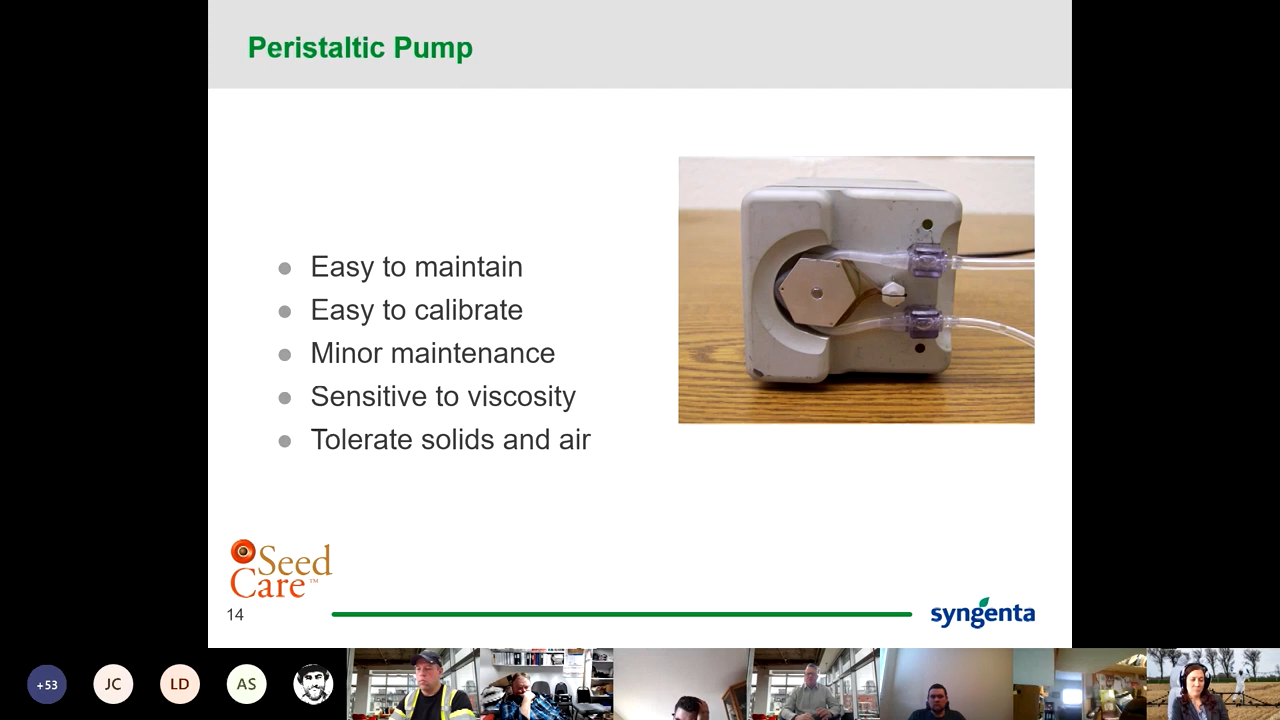 Peristaltic Pump
Easy to maintain
Easy to calibrate
Minor maintenance
Sensitive to viscosity
Tolerate solids and air
Seed
Care™
14
syngenta
+53
JC
LD
AS